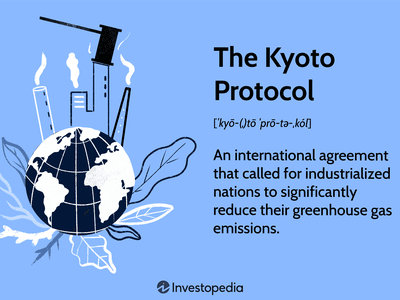 The Kyoto
Protocol
[ˈkyō-(ˌ)tō ˈprō-tə-ˌkȯl]
An international agreement
that called for industrialized
nations to significantly
reduce their greenhouse gas
emissions.
Investopedia